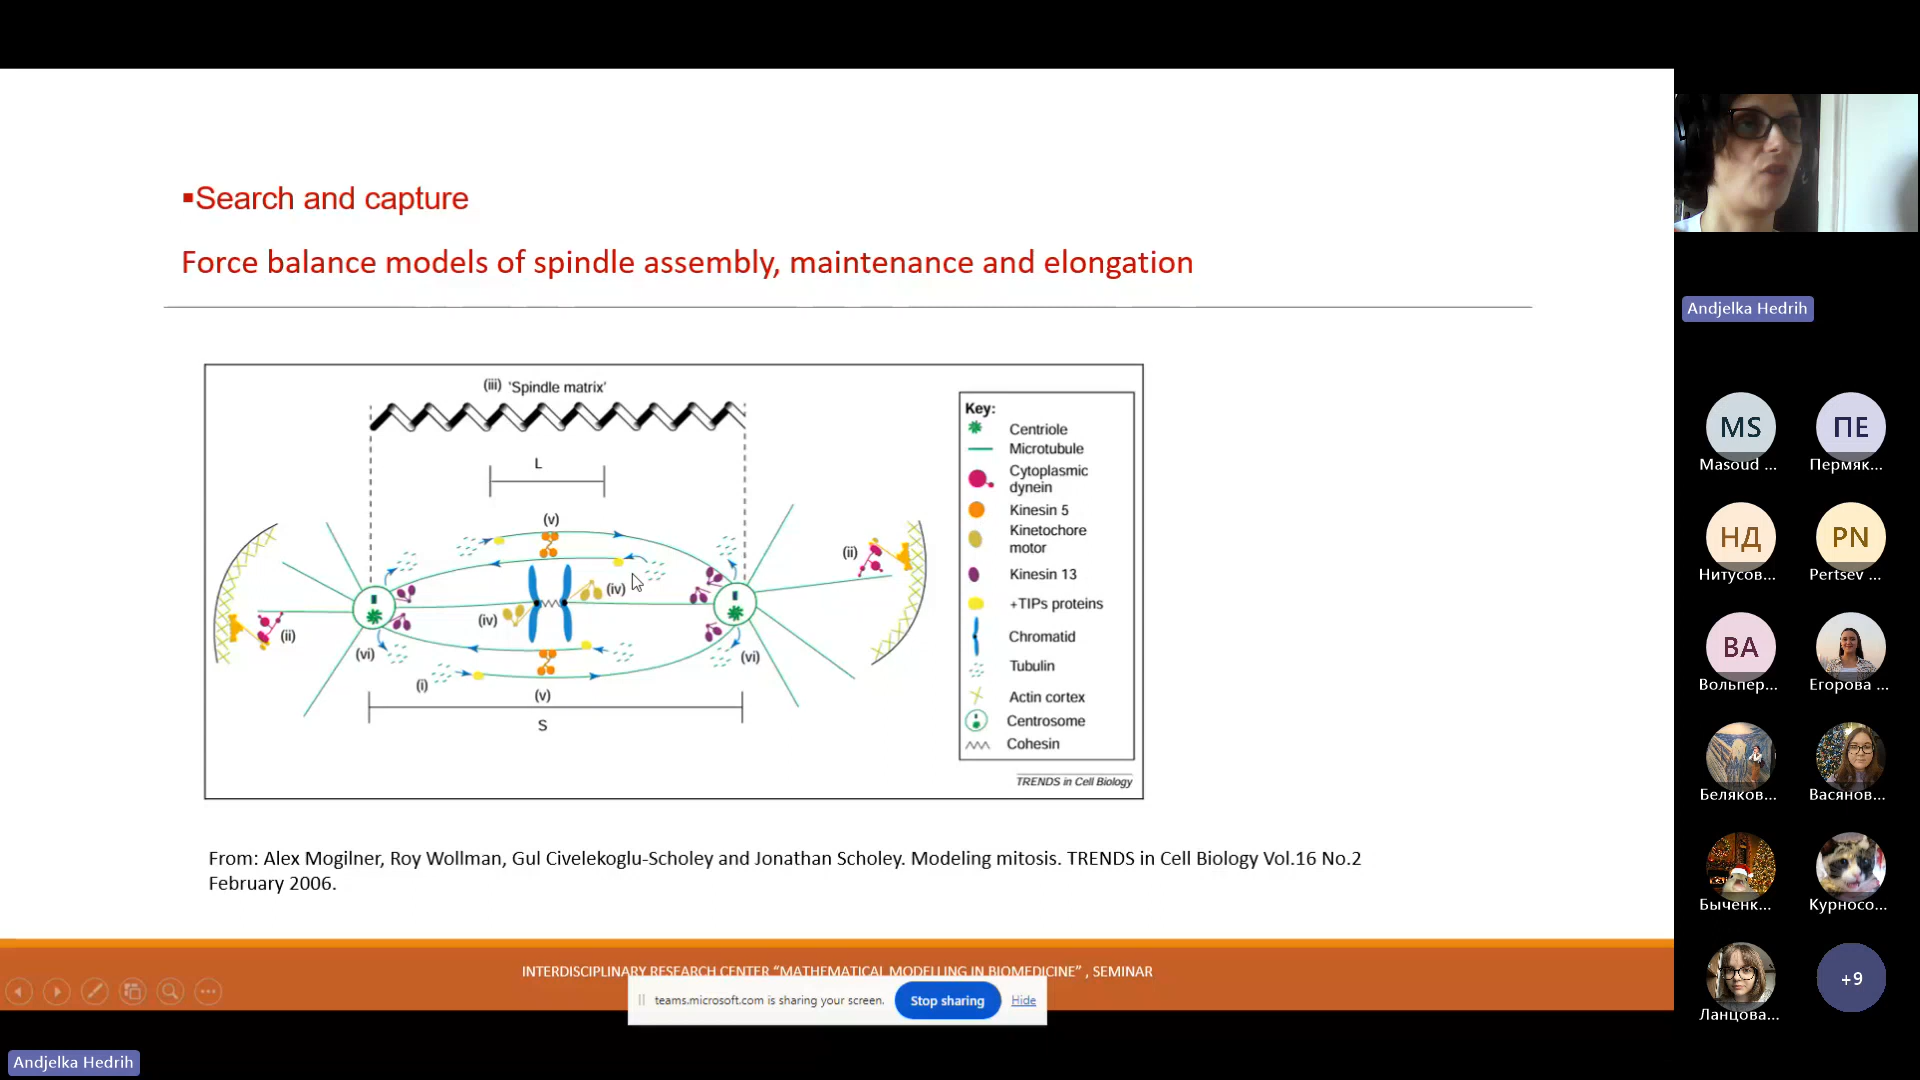 ▪Search and capture
Force balance models of spindle assembly, maintenance and elongation
(iii) 'Spindle matrix'
L
(v)
(ii)
(iv)
(iv)
(ii)
(vi)
(vi)
(i)
(v)
S
Key:
Centriole
Microtubule
Cytoplasmic
dynein
Kinesin 5
Kinetochore
motor
Kinesin 13
+TIPs proteins
Chromatid
Tubulin
Actin cortex
Centrosome
Cohesin
TRENDS in Cell Biology
From: Alex Mogilner, Roy Wollman, Gul Civelekoglu-Scholey and Jonathan Scholey. Modeling mitosis. TRENDS in Cell Biology Vol.16 No.2
February 2006.
INTERDISCIPLINARY RESEARCH CENTER “MATHEMATICAL MODELLING IN BIOMEDICINE” , SEMINAR
teams.microsoft.com is sharing your screen.
Stop sharing
Hide
Andjelka Hedrih
Andjelka Hedrih
MS
ПЕ
Masoud ...
Пермяк...
НД
PN
Нитусов...
Pertsev ...
ВА
Вольпер...
Егорова ...
Беляков...
Васянов...
Быченк...
Курносо...
Ланцова...
+9